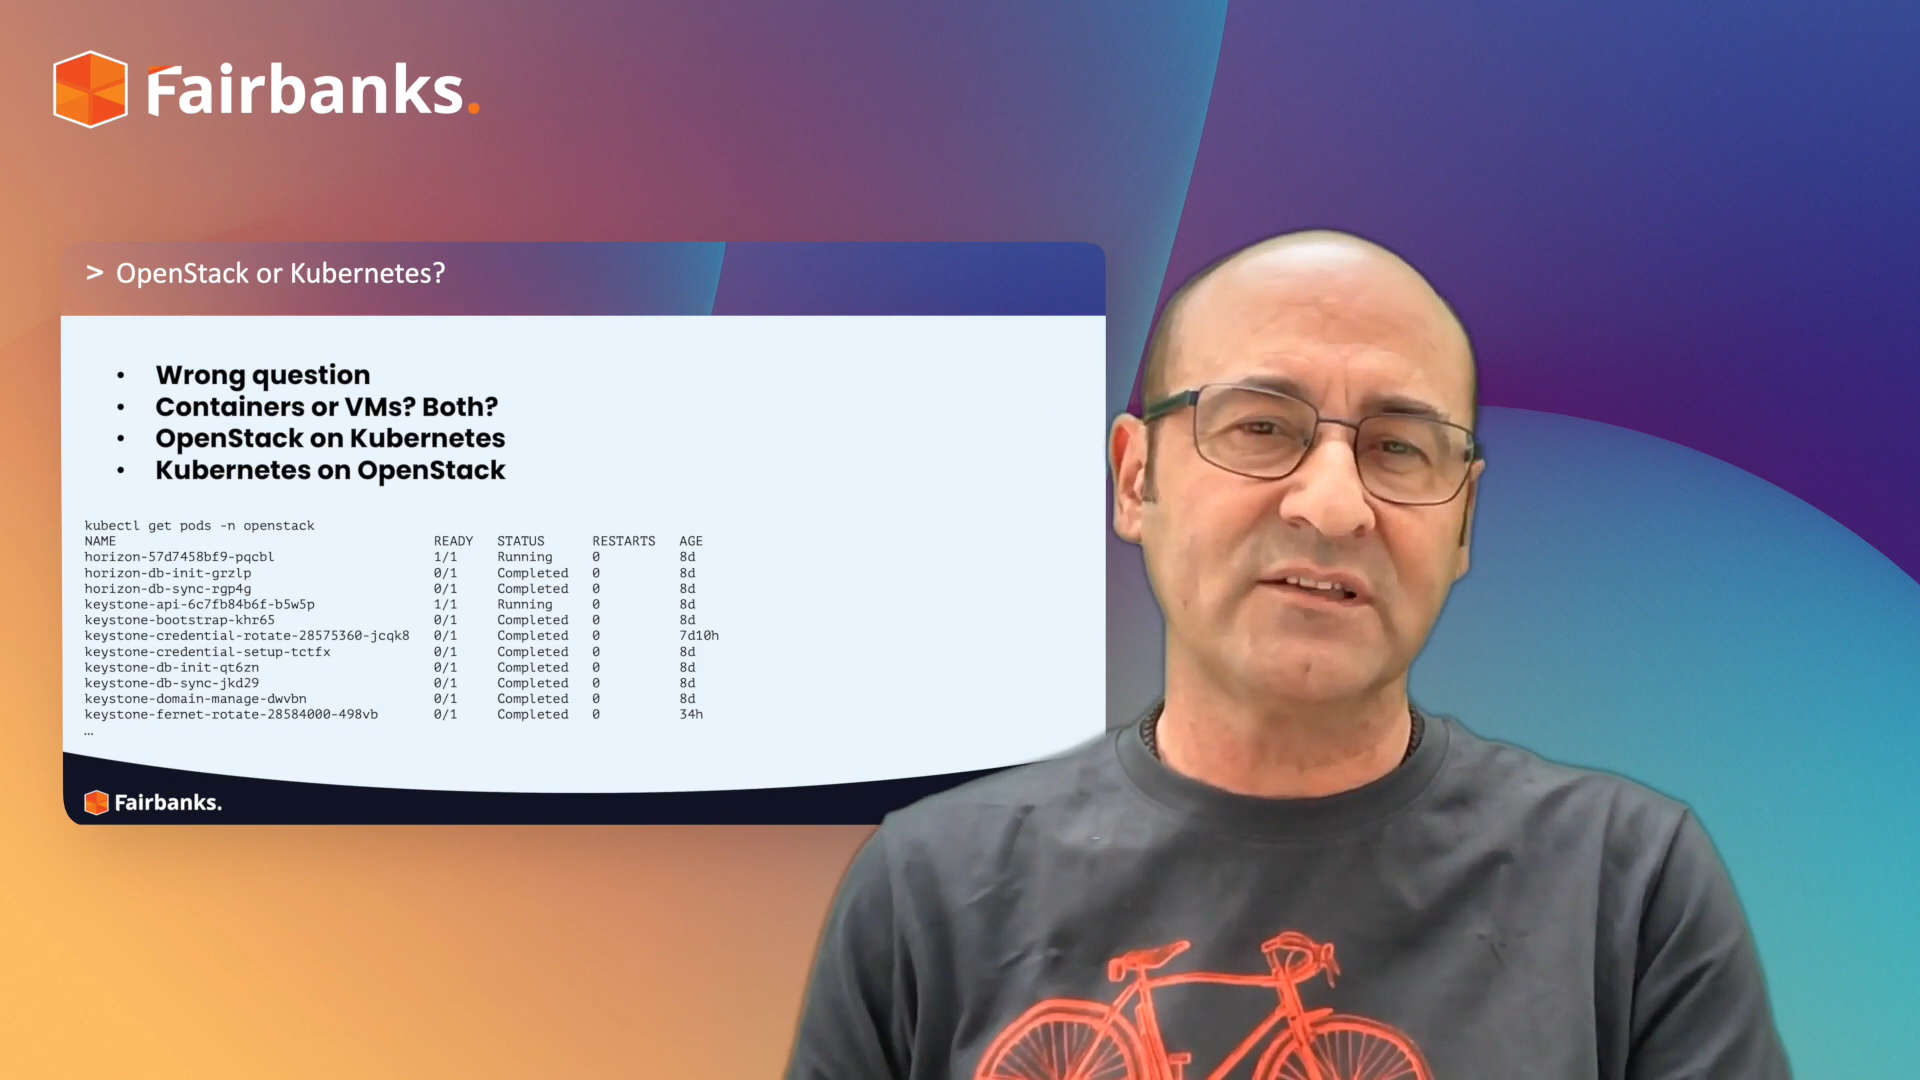 Fairbanks.
> OpenStack or Kubernetes?
• Wrong question
• Containers or VMs? Both?
• OpenStack on Kubernetes
• Kubernetes on OpenStack
kubectl get pods -n openstack
NAME READY STATUS RESTARTS AGE
horizon-57d7458bf9-pqcbl 1/1 Running 0 8d
horizon-db-init-grzlp 0/1 Completed 0 8d
horizon-db-sync-rgp4g 0/1 Completed 0 8d
keystone-api-6c7fb84b6f-b5w5p 1/1 Running 0 8d
keystone-bootstrap-khr65 0/1 Completed 0 8d
keystone-credential-rotate-28575360-jcqk8 0/1 Completed 0 7d10h
keystone-credential-setup-tctfx 0/1 Completed 0 8d
keystone-db-init-qt6zn 0/1 Completed 0 8d
keystone-db-sync-jkd29 0/1 Completed 0 8d
keystone-domain-manage-dwvbn 0/1 Completed 0 8d
keystone-fernet-rotate-28584000-498vb 0/1 Completed 0 34h
...
Fairbanks.